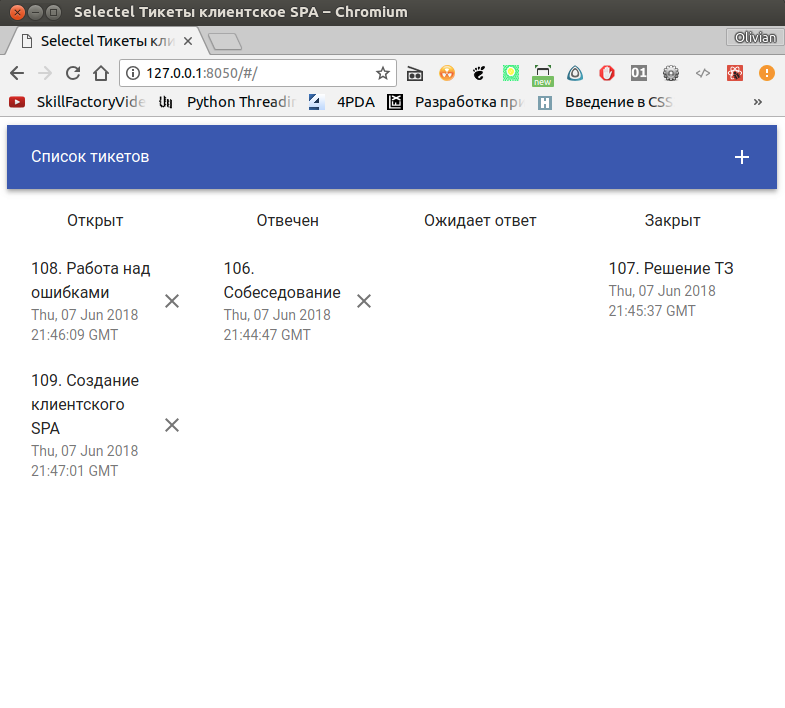 Selectel Тикеты клиентское SPA – Chromium
Selectel Тикеты кли
Olivian
127.0.0.1:8050/#/
new
01
SkillFactoryVide
Python Threadin
4PDA
Разработка при
Введение в CSS
»
Список тикетов
Открыт
Отвечен
Ожидает ответ
Закрыт
108. Работа над
ошибками
Thu, 07 Jun 2018
21:46:09 GMT
109. Создание
клиентского
SPA
Thu, 07 Jun 2018
21:47:01 GMT
106.
Собеседование
Thu, 07 Jun 2018
21:44:47 GMT
107. Решение ТЗ
Thu, 07 Jun 2018
21:45:37 GMT